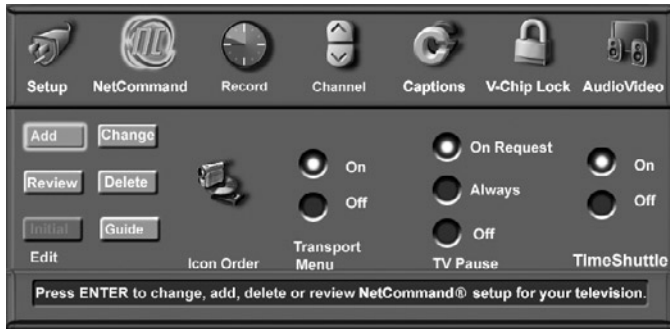 Setup NetCommand Record Channel Captions V-Chip Lock AudioVideo
Add Change
Review Delete
Initial Guide
Edit
Icon Order
On
Off
Transport
Menu
On Request
Always
Off
TV Pause
On
Off
TimeShuttle
Press ENTER to change, add, delete or review NetCommand® setup for your television.